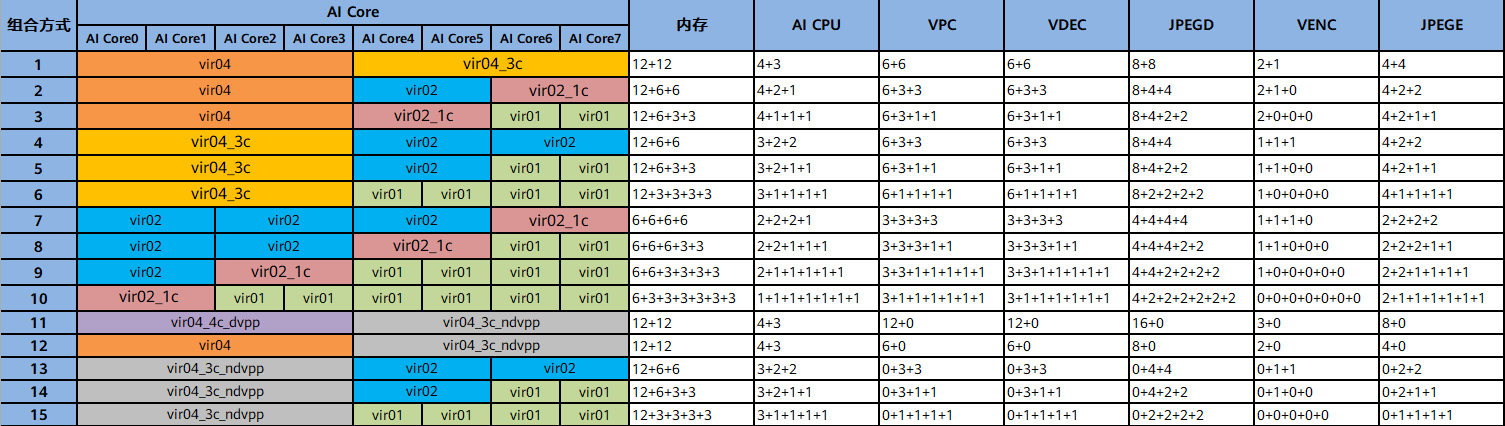 组合方式 AI Core 内存 AI CPU VPC VDEC JPEGD VENC JPEGE
AI Core0 AI Core1 AI Core2 AI Core3 AI Core4 AI Core5 AI Core6 AI Core7
1 vir04 vir04_3c 12+12 4+3 6+6 6+6 8+8 2+1 4+4
2 vir04 vir02 vir02_1c 12+6+6 4+2+1 6+3+3 6+3+3 8+4+4 2+1+0 4+2+2
3 vir04 vir02_1c vir01 vir01 12+6+3+3 4+1+1+1 6+3+1+1 6+3+1+1 8+4+2+2 2+0+0+0 4+2+1+1
4 vir04_3c vir02 vir02 12+6+6 3+2+2 6+3+3 6+3+3 8+4+4 1+1+1 4+2+2
5 vir04_3c vir02 vir01 vir01 12+6+3+3 3+2+1+1 6+3+1+1 6+3+1+1 8+4+2+2 1+1+0+0 4+2+1+1
6 vir04_3c vir01 vir01 vir01 vir01 12+3+3+3+3 3+1+1+1+1 6+1+1+1+1 6+1+1+1+1 8+2+2+2+2 1+0+0+0+0 4+1+1+1+1
7 vir02 vir02 vir02 vir02_1c 6+6+6+6 2+2+2+1 3+3+3+3 3+3+3+3 4+4+4+4 1+1+1+0 2+2+2+2
8 vir02 vir02 vir02_1c vir01 vir01 6+6+6+3+3 2+2+1+1+1 3+3+3+1+1 3+3+3+1+1 4+4+4+2+2 1+1+0+0+0 2+2+2+1+1
9 vir02 vir02_1c vir01 vir01 vir01 vir01 6+6+3+3+3+3 2+1+1+1+1+1 3+3+1+1+1+1+1 3+3+1+1+1+1+1 4+4+2+2+2+2 1+0+0+0+0+0 2+2+1+1+1+1
10 vir02_1c vir01 vir01 vir01 vir01 vir01 vir01 6+3+3+3+3+3+3 1+1+1+1+1+1+1 3+1+1+1+1+1+1 3+1+1+1+1+1+1 4+2+2+2+2+2+2 0+0+0+0+0+0+0 2+1+1+1+1+1+1
11 vir04_4c_dvpp vir04_3c_ndvpp 12+12 4+3 12+0 12+0 16+0 3+0 8+0
12 vir04 vir04_3c_ndvpp 12+12 4+3 6+0 6+0 8+0 2+0 4+0
13 vir04_3c_ndvpp vir02 vir02 12+6+6 3+2+2 0+3+3 0+3+3 0+4+4 0+1+1 0+2+2
14 vir04_3c_ndvpp vir02 vir01 vir01 12+6+3+3 3+2+1+1 0+3+1+1 0+3+1+1 0+4+2+2 0+1+0+0 0+2+1+1
15 vir04_3c_ndvpp vir01 vir01 vir01 vir01 12+3+3+3+3 3+1+1+1+1 0+1+1+1+1 0+1+1+1+1 0+2+2+2+2 0+0+0+0+0 0+1+1+1+1